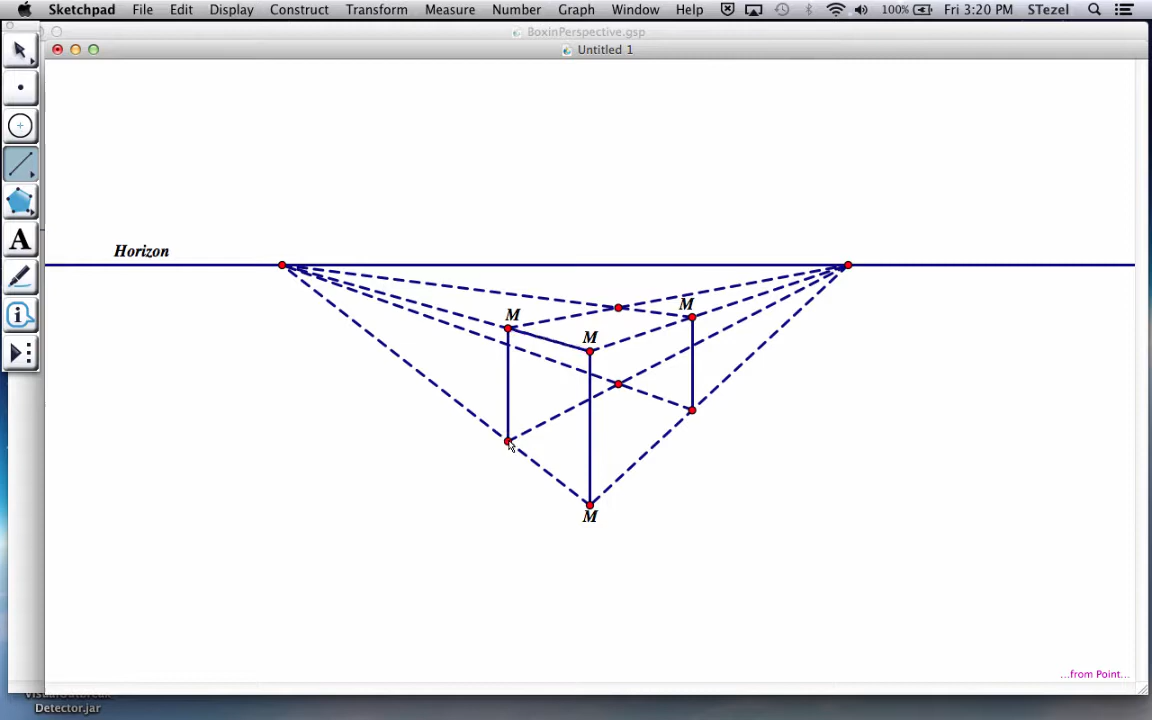 Sketchpad File Edit Display Construct Transform Measure Number Graph Window Help 100% Fri 3:20 PM STezel
BoxinPerspective.gsp
Untitled 1
A
i
Horizon
M
M
M
M
...from Point...
Detector.jar